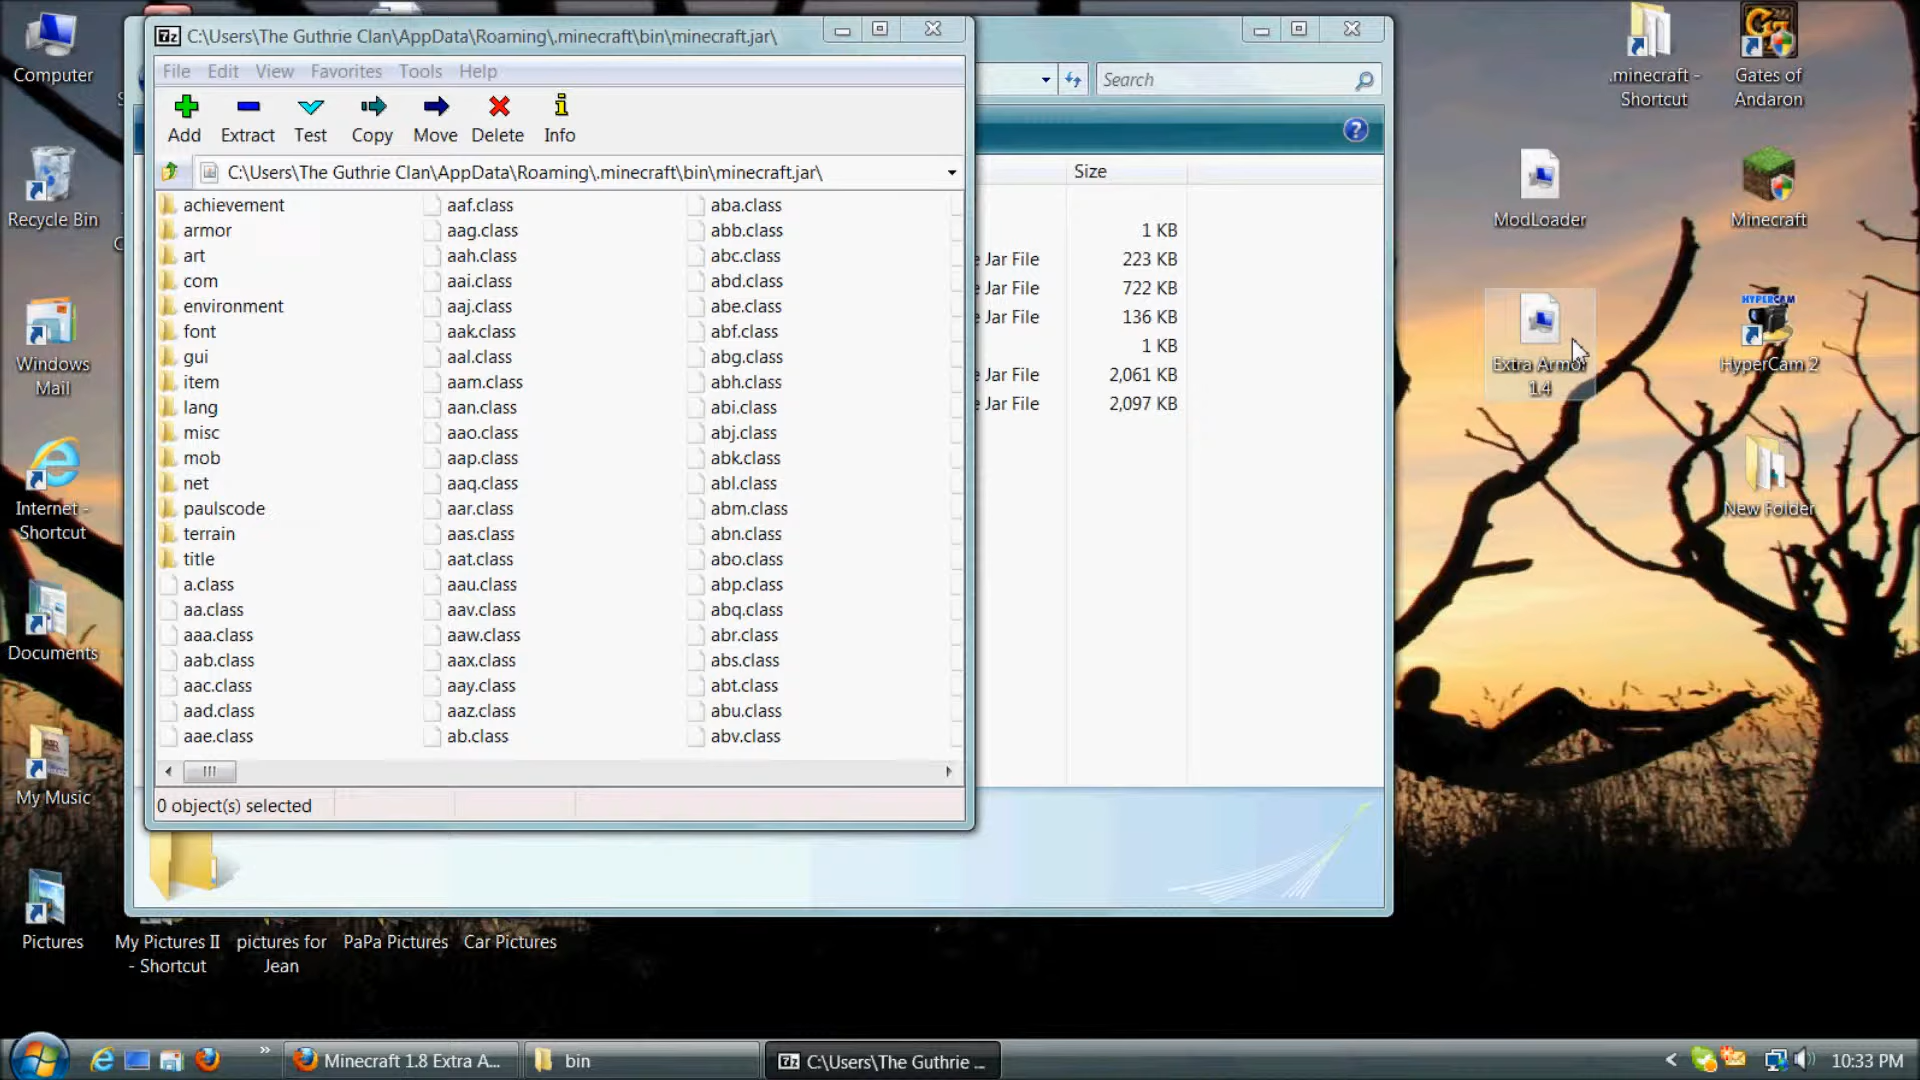 C:\Users\The Guthrie Clan\AppData\Roaming\.minecraft\bin\minecraft.jar\
File Edit View Favorites Tools Help
Add Extract Test Copy Move Delete Info
C:\Users\The Guthrie Clan\AppData\Roaming\.minecraft\bin\minecraft.jar\
achievement
armor
art
com
environment
font
gui
item
lang
misc
mob
net
paulscode
terrain
title
a.class
aa.class
aaa.class
aab.class
aac.class
aad.class
aae.class
aaf.class
aag.class
aah.class
aai.class
aaj.class
aak.class
aal.class
aam.class
aan.class
aao.class
aap.class
aaq.class
aar.class
aas.class
aat.class
aau.class
aav.class
aaw.class
aax.class
aay.class
aaz.class
ab.class
aba.class
abb.class
abc.class
abd.class
abe.class
abf.class
abg.class
abh.class
abi.class
abj.class
abk.class
abl.class
abm.class
abn.class
abo.class
abp.class
abq.class
abr.class
abs.class
abt.class
abu.class
abv.class
0 object(s) selected
Search
Size
1 KB
Jar File 223 KB
Jar File 722 KB
Jar File 136 KB
1 KB
Jar File 2,061 KB
Jar File 2,097 KB
Computer
Recycle Bin
Windows
Mail
Internet -
Shortcut
Documents
My Music
Pictures
My Pictures II
- Shortcut
pictures for
Jean
PaPa Pictures
Car Pictures
.minecraft -
Shortcut
Gates of
Andaron
ModLoader
Minecraft
Extra Armor
1.4
HYPERCAM
HyperCam 2
New Folder
Minecraft 1.8 Extra A...
bin
C:\Users\The Guthrie ...
10:33 PM